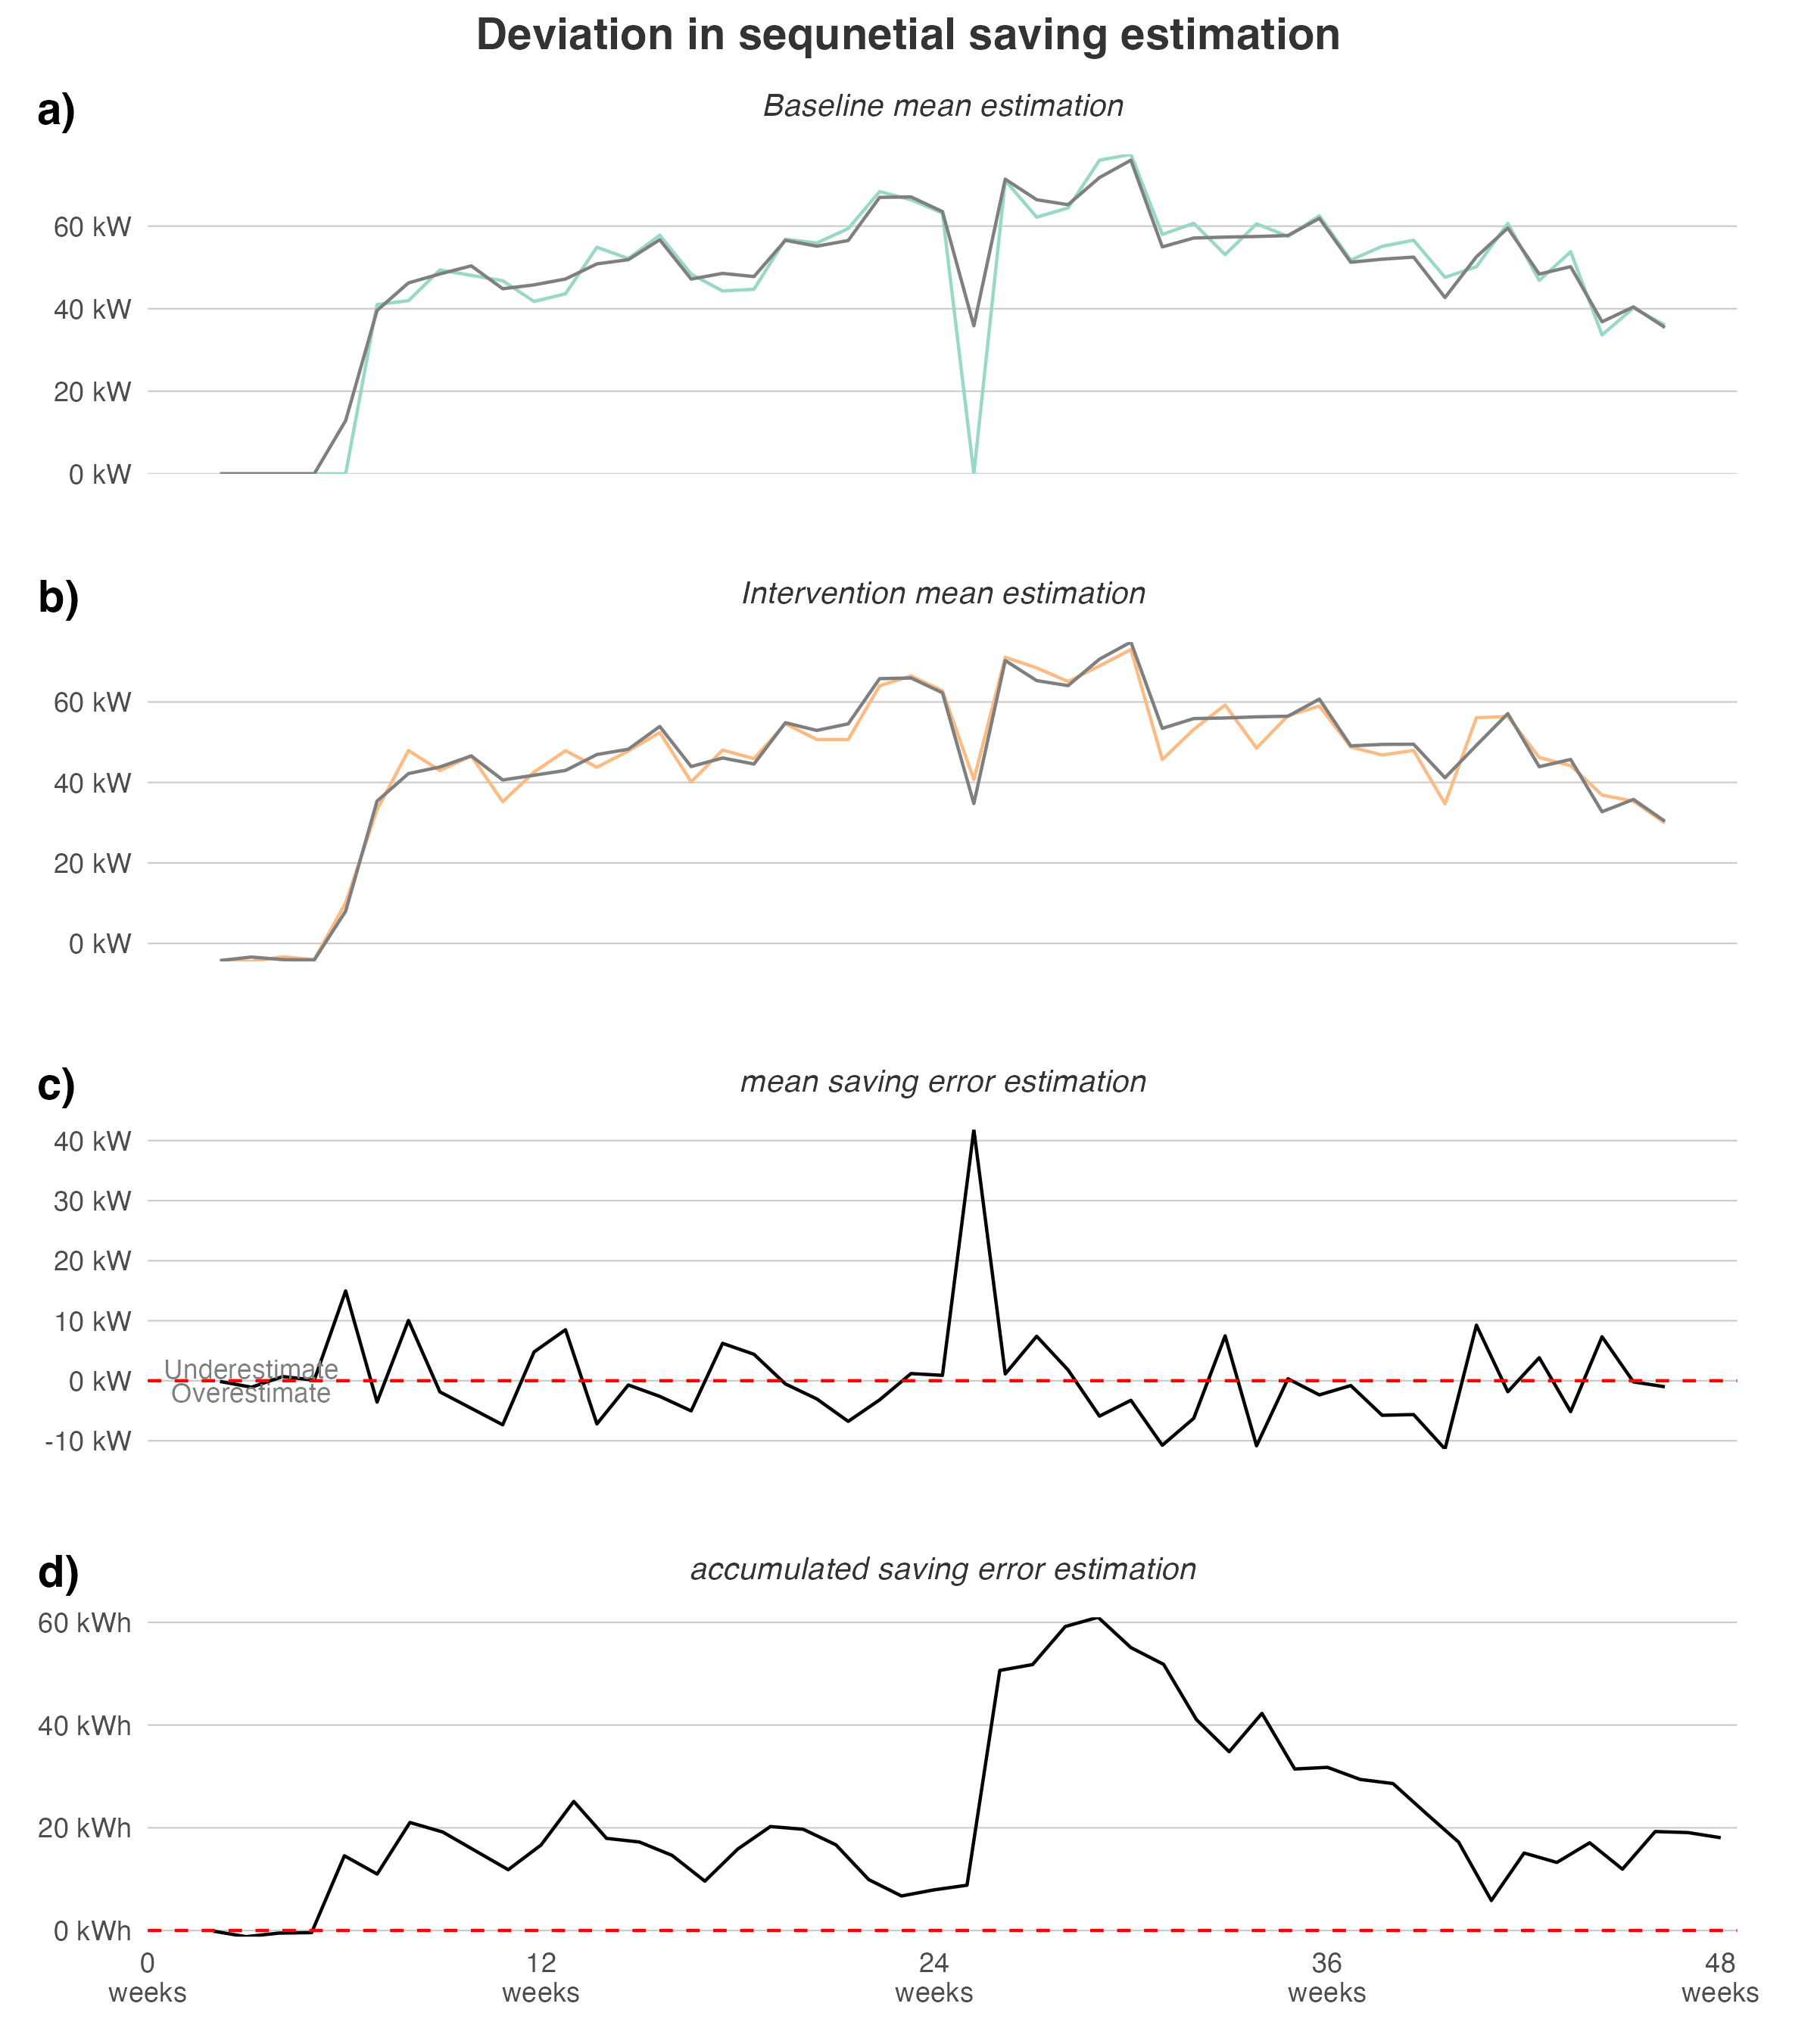 Deviation in sequnetial saving estimation
a)
Baseline mean estimation
60 kW
40 kW
20 kW
0 kW
b)
Intervention mean estimation
60 kW
40 kW
20 kW
0 kW
c)
mean saving error estimation
40 kW
30 kW
20 kW
10 kW
Underestimate
0 kW
Overestimate
-10 kW
d)
accumulated saving error estimation
60 kWh
40 kWh
20 kWh
0 kWh
0 12 24 36 48
weeks weeks weeks weeks weeks